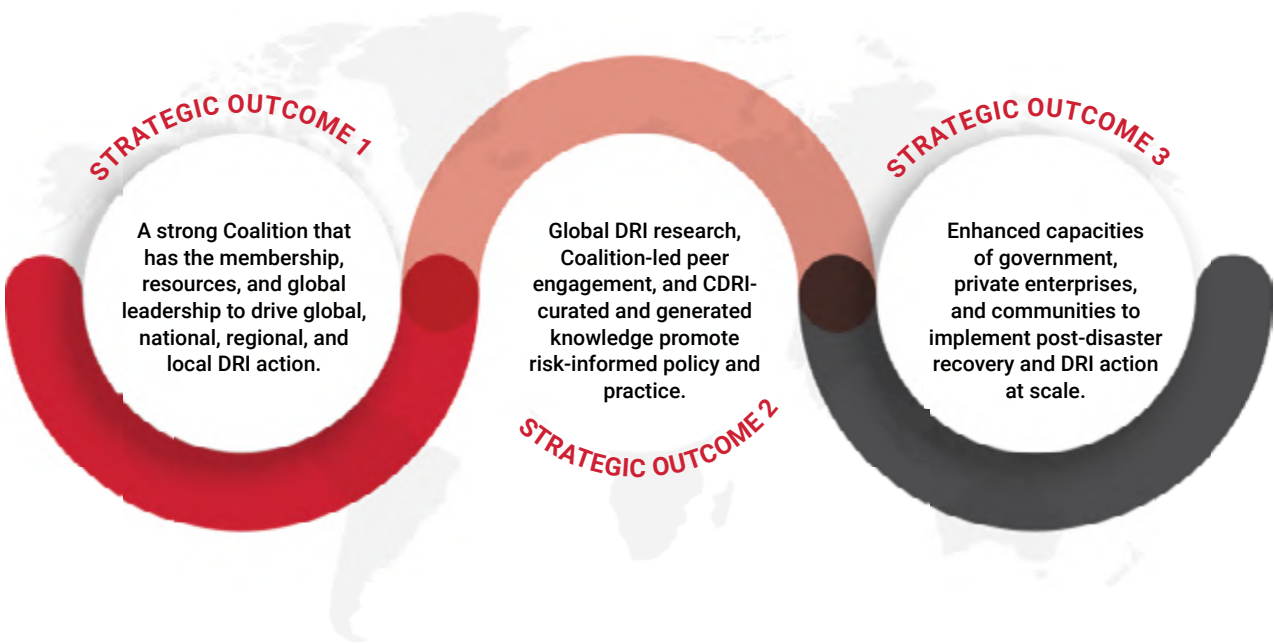 STRATEGIC OUTCOME 1
A strong Coalition that
has the membership,
resources, and global
leadership to drive global,
national, regional, and
local DRI action.
Global DRI research,
Coalition-led peer
engagement, and CDRI-
curated and generated
knowledge promote
risk-informed policy and
practice.
STRATEGIC OUTCOME 2
STRATEGIC OUTCOME 3
Enhanced capacities
of government,
private enterprises,
and communities to
implement post-disaster
recovery and DRI action
at scale.